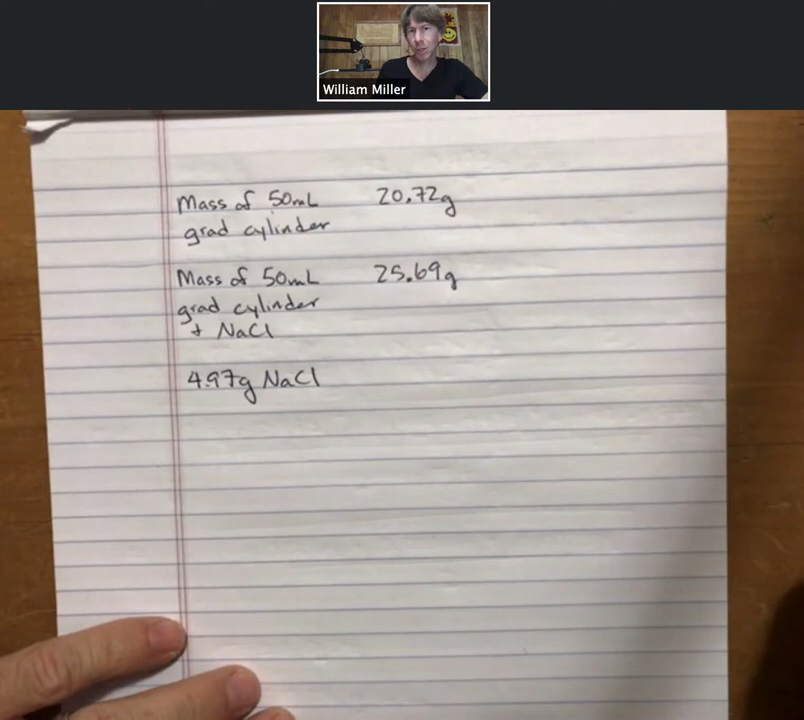 William Miller
Mass of 50mL 20.72g
grad cylinder
Mass of 50mL 25.69g
grad cylinder
+ NaCl
4.97g NaCl